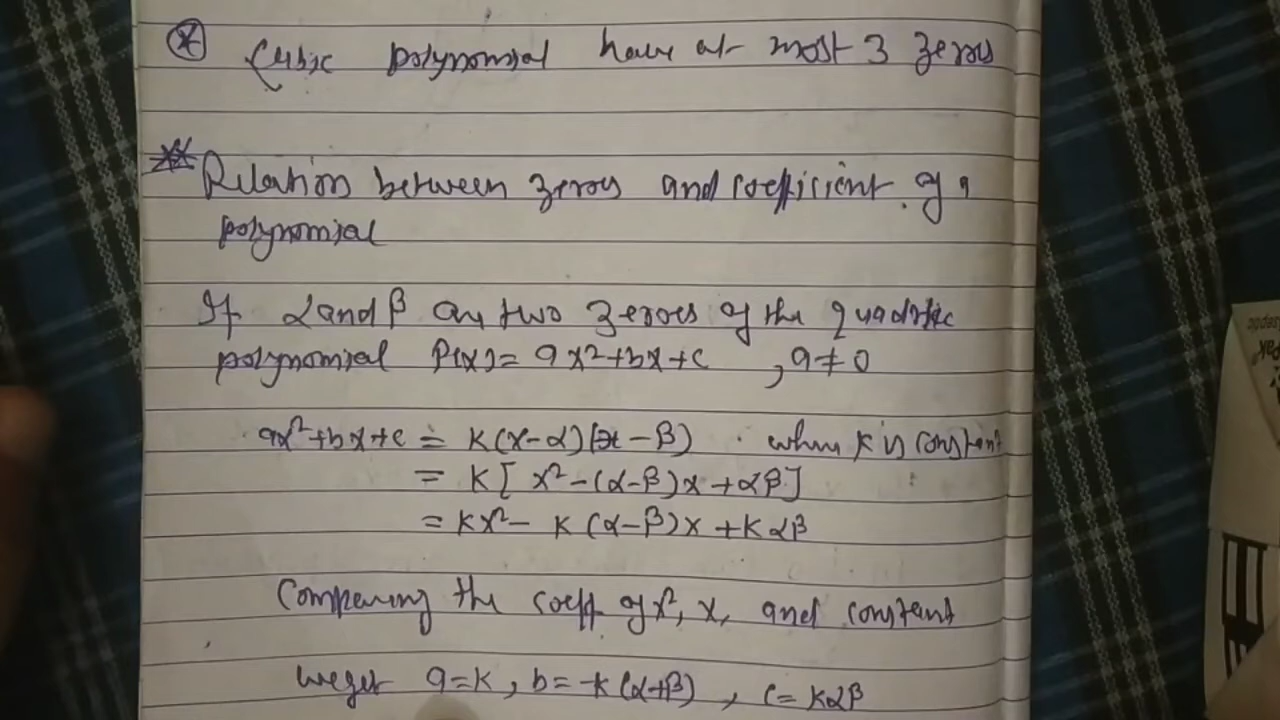 * Cubic polynomial have at most 3 zeros
** Relation between zeroes and coefficient of a
polynomial
If α and β are two zeroes of the quadratic
polynomial P(x) = ax²+bx+c , a ≠ 0
ax²+bx+c = K(x-α)(x-β) . where K is constant
= K[x²-(α-β)x+αβ]
= Kx²- K(α-β)x+Kαβ
Comparing the coeff of x², x, and constant
we get a=K, b=-K(α+β), c=Kαβ